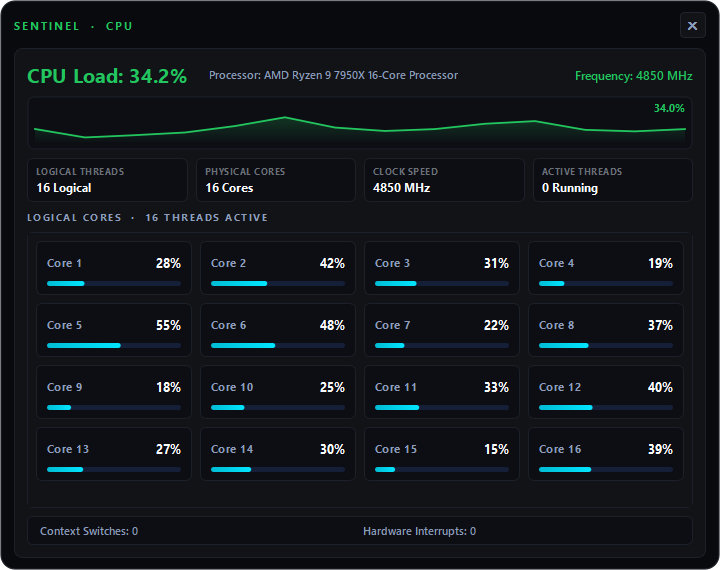 SENTINEL · CPU
✕
CPU Load: 34.2% Processor: AMD Ryzen 9 7950X 16-Core Processor Frequency: 4850 MHz
34.0%
LOGICAL THREADS PHYSICAL CORES CLOCK SPEED ACTIVE THREADS
16 Logical 16 Cores 4850 MHz 0 Running
LOGICAL CORES · 16 THREADS ACTIVE
Core 1 28% Core 2 42% Core 3 31% Core 4 19%
Core 5 55% Core 6 48% Core 7 22% Core 8 37%
Core 9 18% Core 10 25% Core 11 33% Core 12 40%
Core 13 27% Core 14 30% Core 15 15% Core 16 39%
Context Switches: 0 Hardware Interrupts: 0